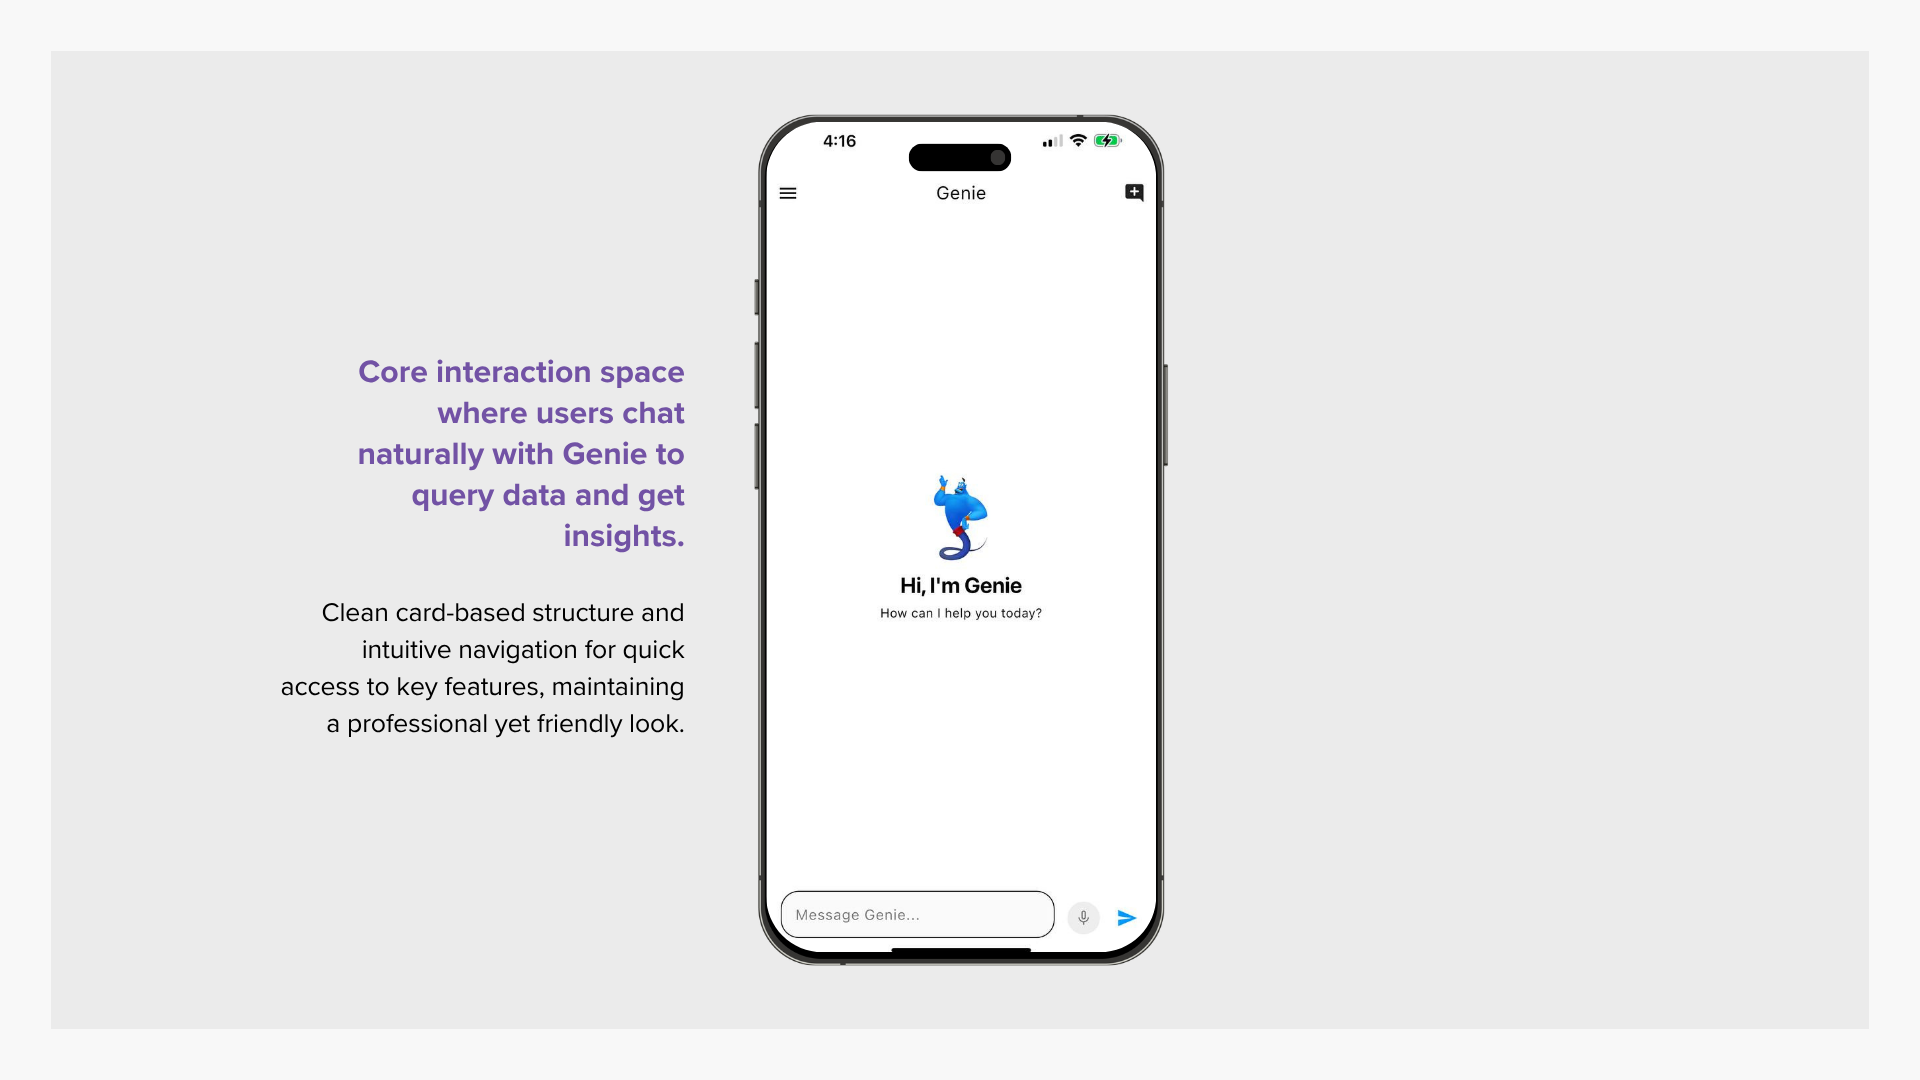 Core interaction space
where users chat
naturally with Genie to
query data and get
insights.
Clean card-based structure and
intuitive navigation for quick
access to key features, maintaining
a professional yet friendly look.
4:16
Genie
Hi, I'm Genie
How can I help you today?
Message Genie...